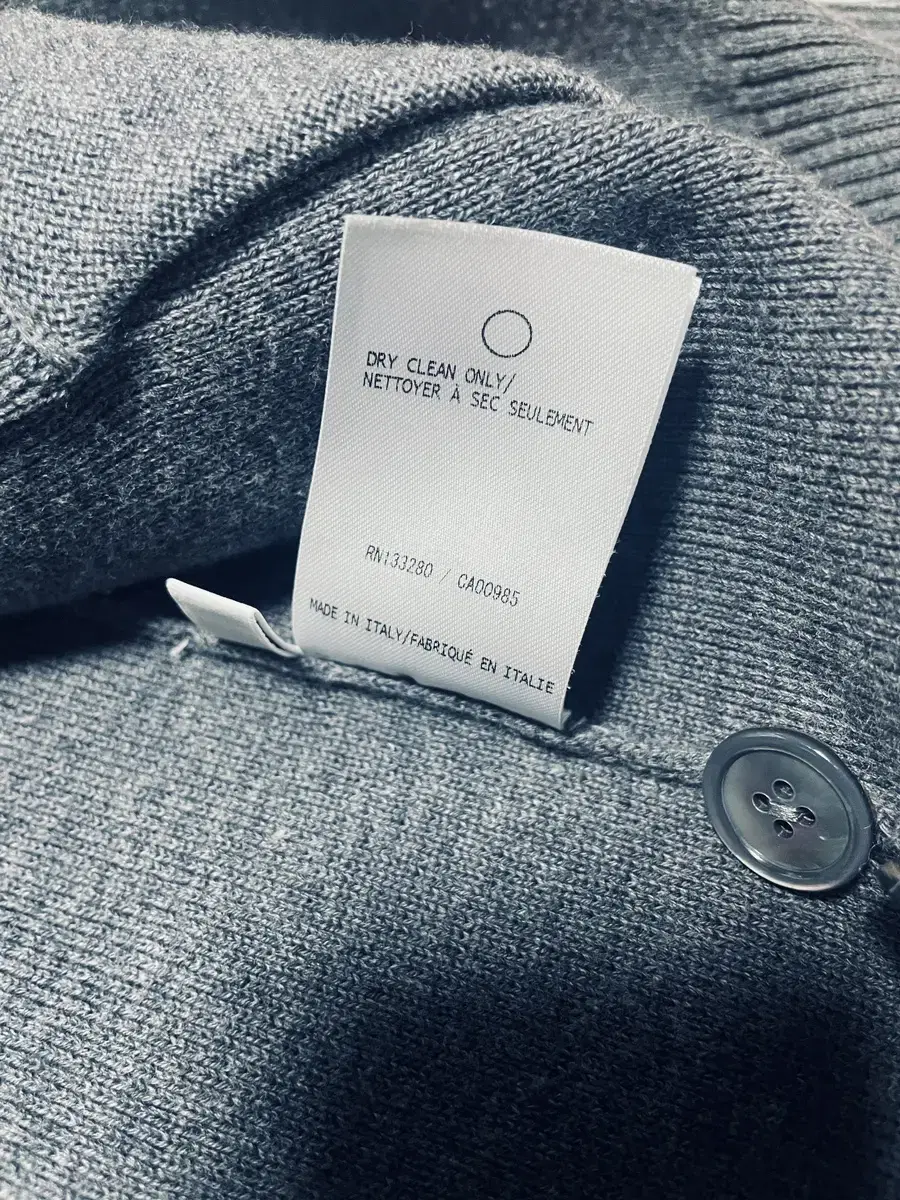 DRY CLEAN ONLY/
NETTOYER À SEC SEULEMENT
RN133280 / CA00985
MADE IN ITALY/FABRIQUÉ EN ITALIE